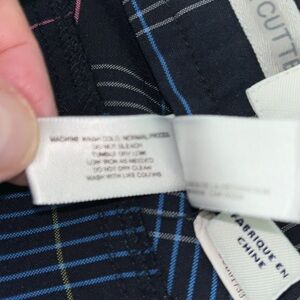 MACHINE WASH COLD, NORMAL PROCESS
DO NOT BLEACH
TUMBLE DRY LOW
LOW IRON AS NEEDED
DO NOT DRY CLEAN
WASH WITH LIKE COLORS
CUTTE
FABRIQUE EN
CHINE